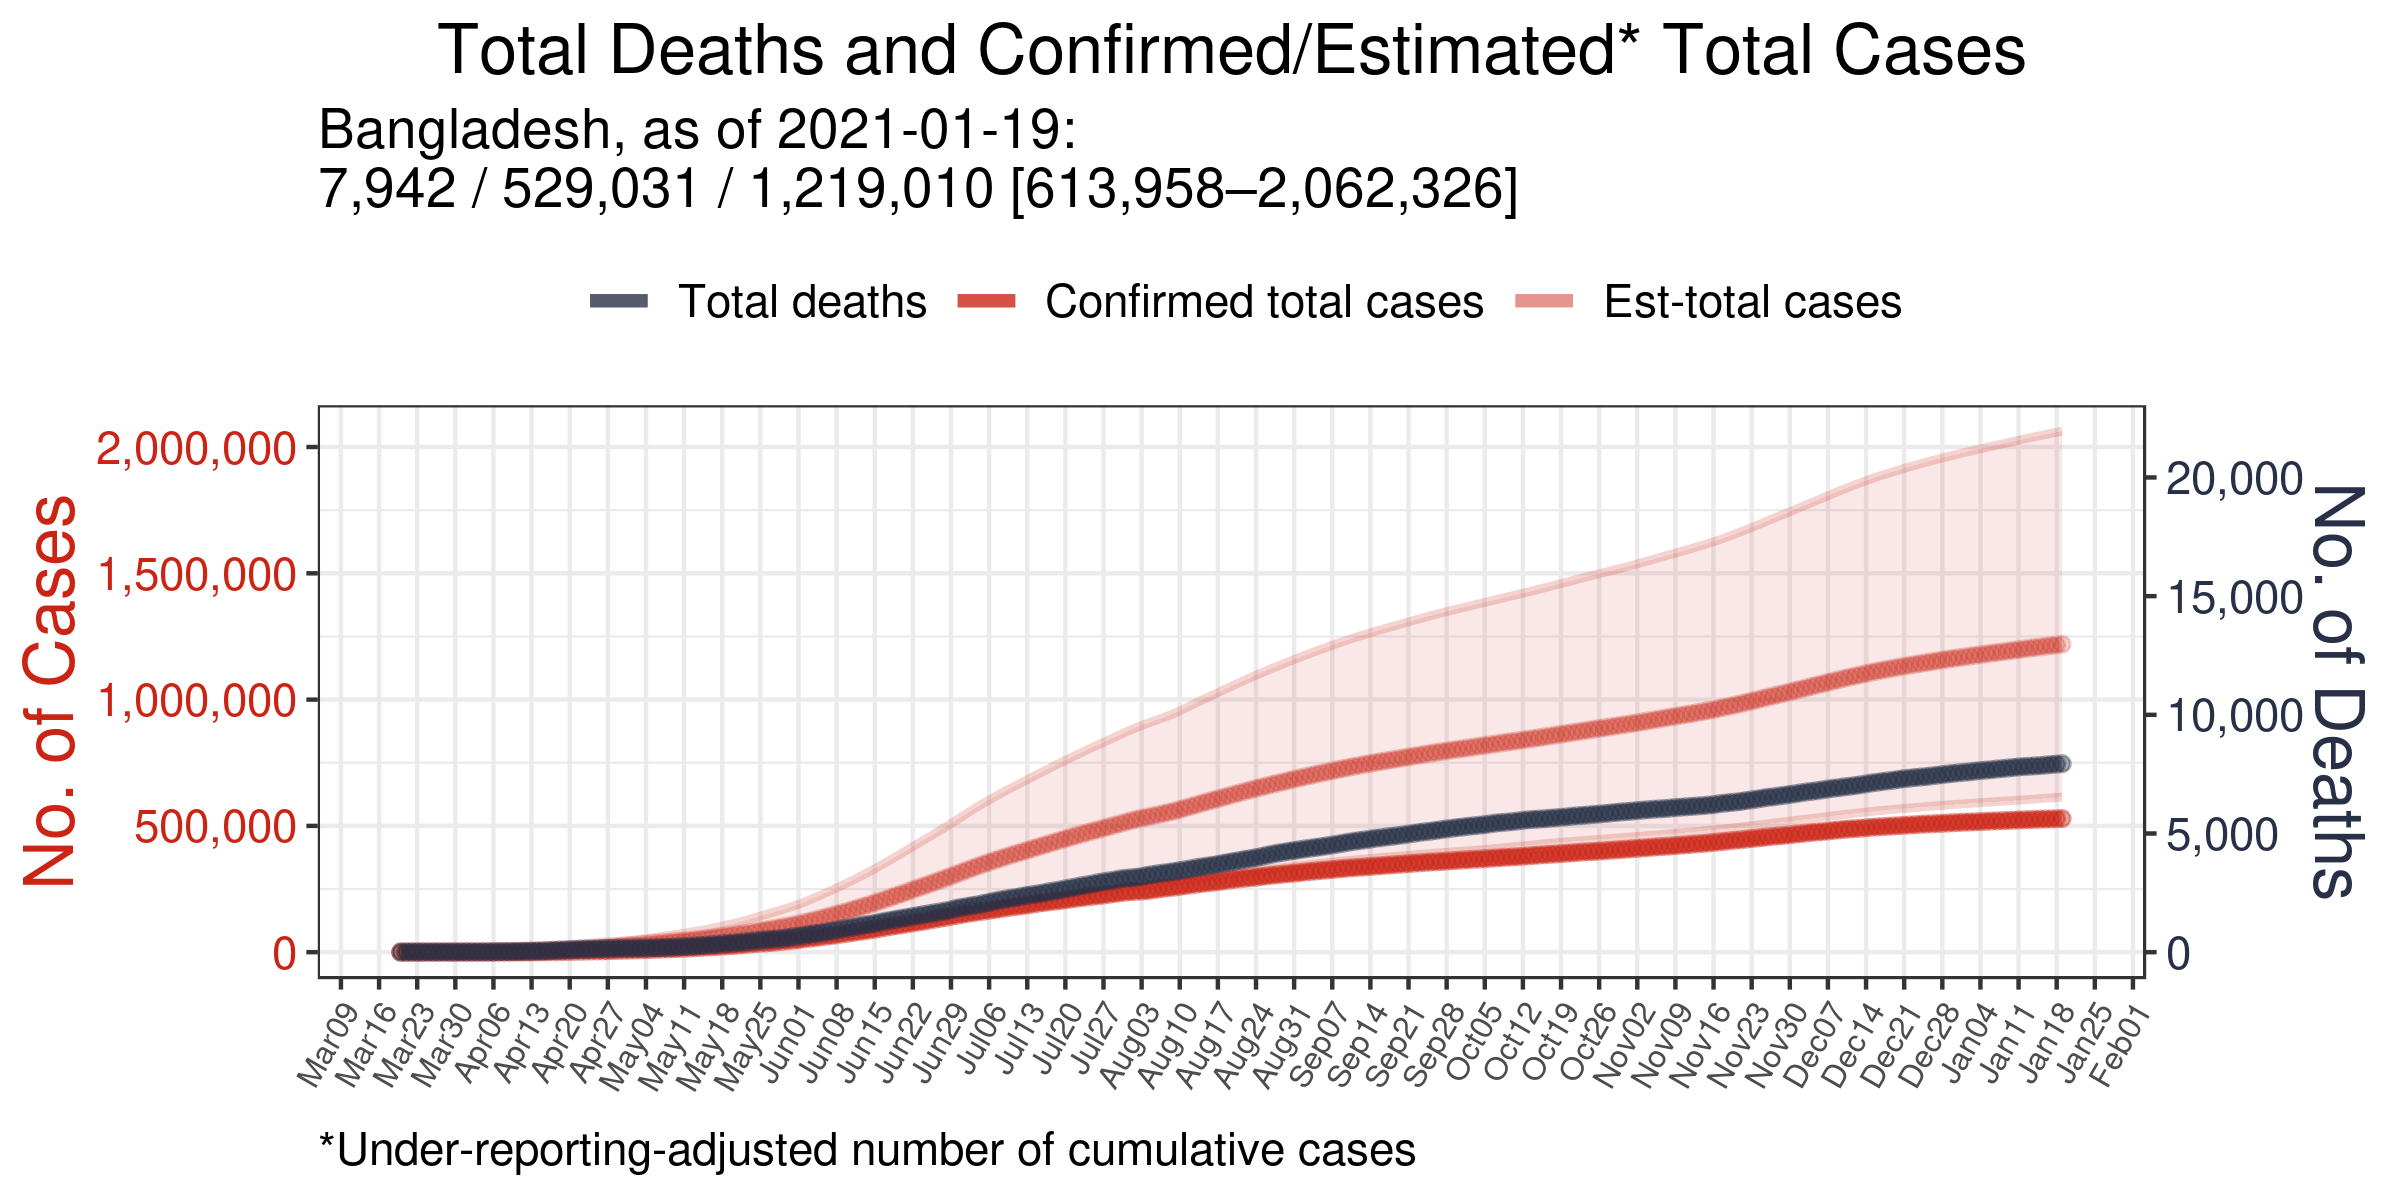 Total Deaths and Confirmed/Estimated* Total Cases
Bangladesh, as of 2021-01-19:
7,942 / 529,031 / 1,219,010 [613,958–2,062,326]
Total deaths
Confirmed total cases
Est-total cases
No. of Cases
2,000,000
1,500,000
1,000,000
500,000
0
20,000
15,000
10,000
5,000
0
No. of Deaths
Mar09
Mar16
Mar23
Mar30
Apr06
Apr13
Apr20
Apr27
May04
May11
May18
May25
Jun01
Jun08
Jun15
Jun22
Jun29
Jul06
Jul13
Jul20
Jul27
Aug03
Aug10
Aug17
Aug24
Aug31
Sep07
Sep14
Sep21
Sep28
Oct05
Oct12
Oct19
Oct26
Nov02
Nov09
Nov16
Nov23
Nov30
Dec07
Dec14
Dec21
Dec28
Jan04
Jan11
Jan18
Jan25
Feb01
*Under-reporting-adjusted number of cumulative cases